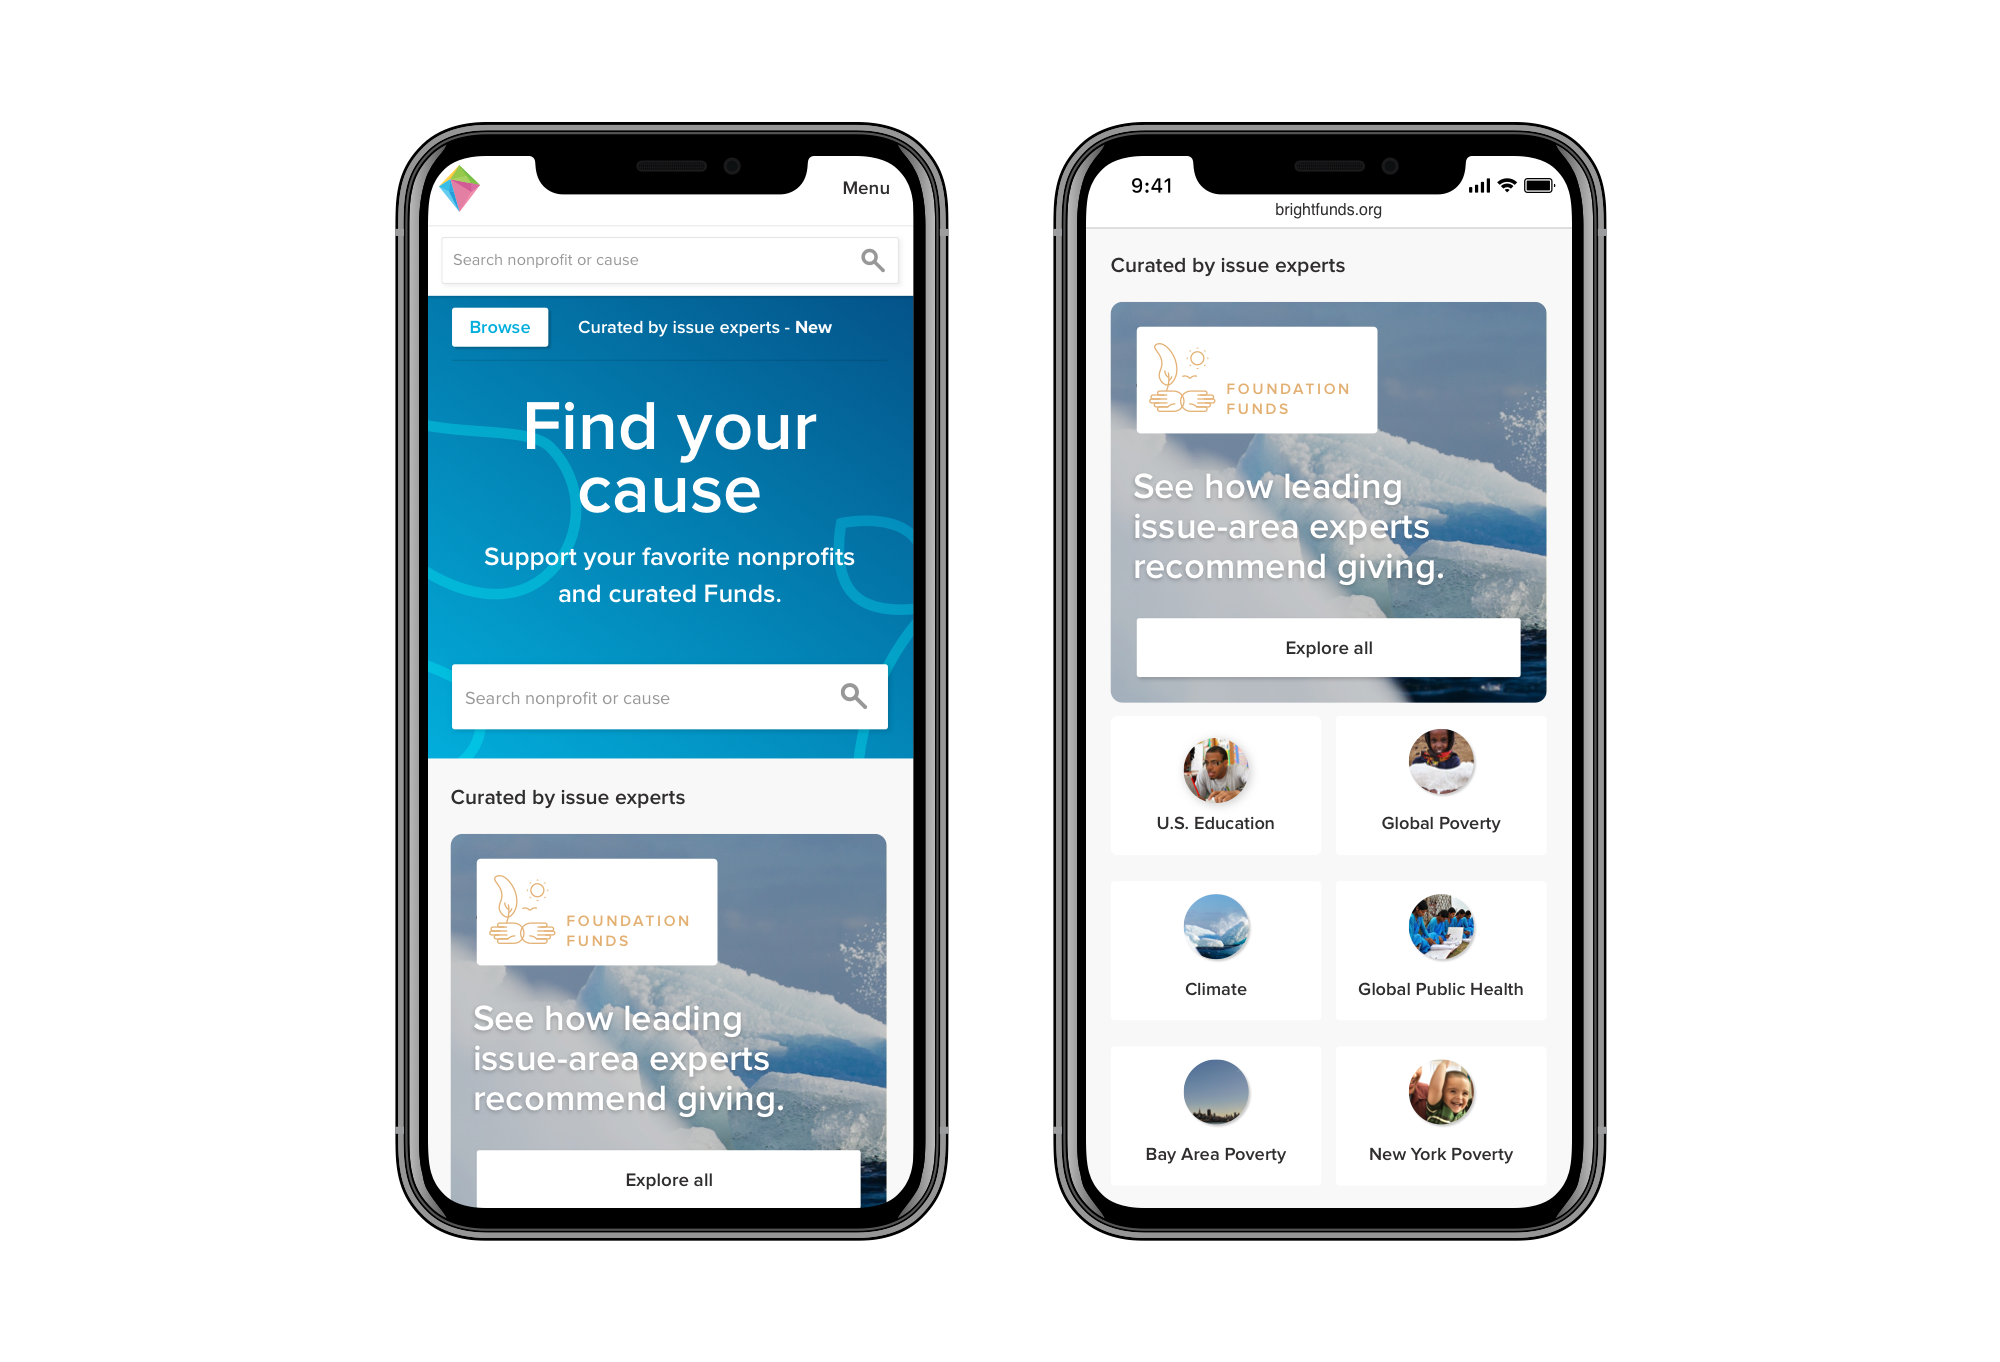 Menu
Search nonprofit or cause
Browse
Curated by issue experts - New
Find your
cause
Support your favorite nonprofits
and curated Funds.
Search nonprofit or cause
Curated by issue experts
FOUNDATION
FUNDS
See how leading
issue-area experts
recommend giving.
Explore all
9:41
brightfunds.org
Curated by issue experts
FOUNDATION
FUNDS
See how leading
issue-area experts
recommend giving.
Explore all
U.S. Education
Global Poverty
Climate
Global Public Health
Bay Area Poverty
New York Poverty